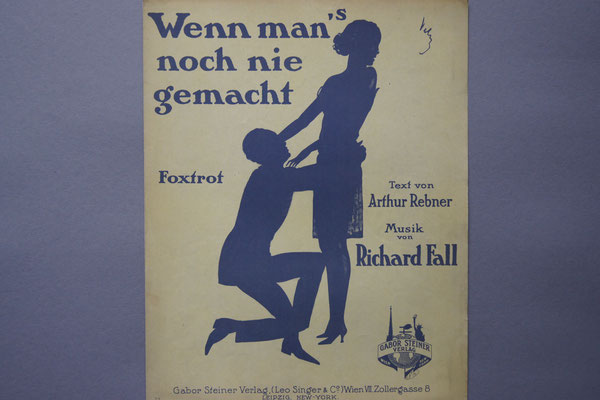 Wenn man's
noch nie
gemacht
Foxtrot
Text von
Arthur Rebner
Musik
von
Richard Fall
GABOR STEINER
VERLAG
Gabor Steiner Verlag, (Leo Singer & Co) Wien VII. Zollergasse 8
LEIPZIG, NEW-YORK